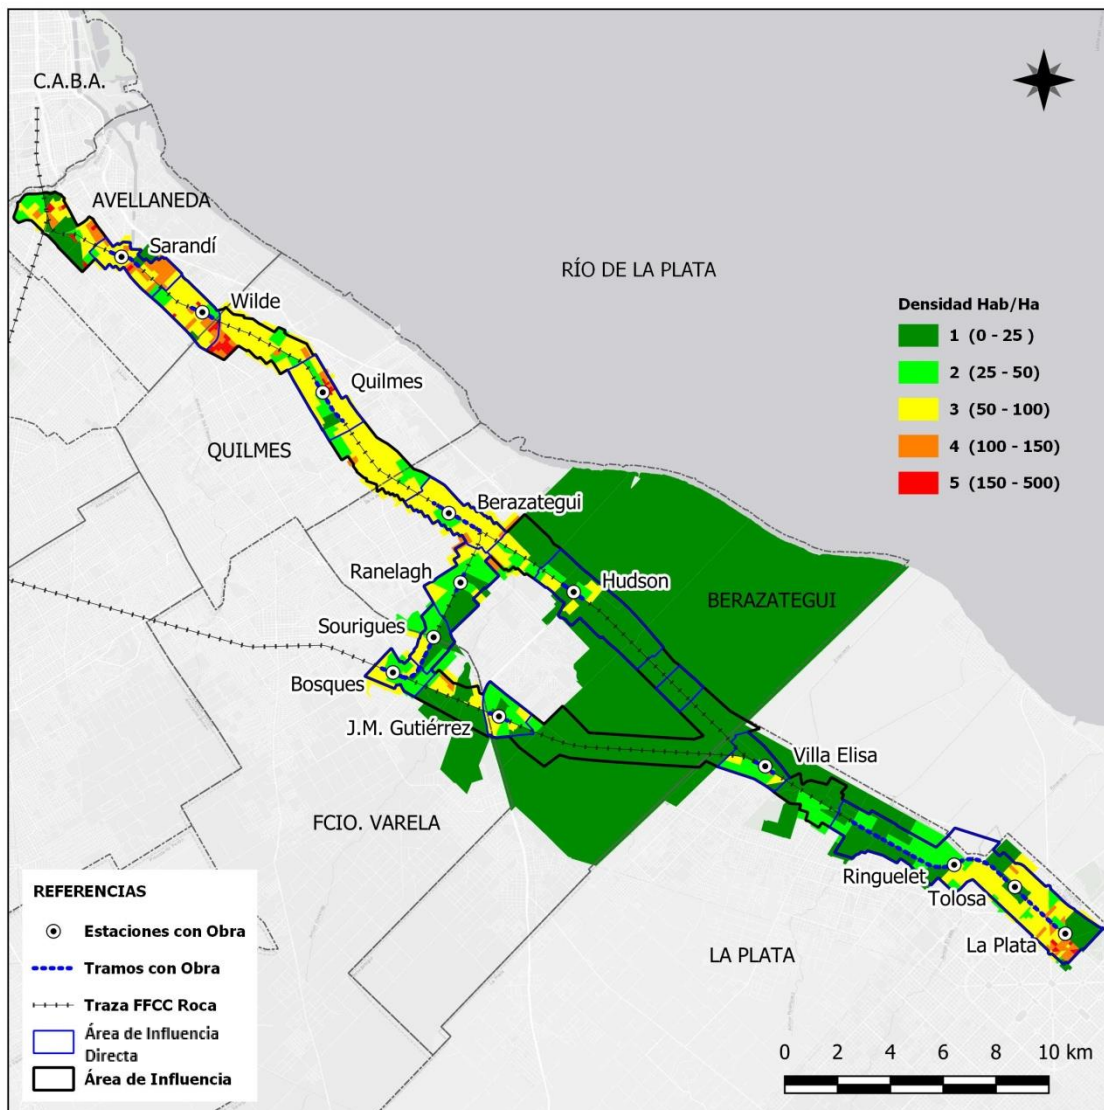 C.A.B.A.
AVELLANEDA
Sarandí
Wilde
RÍO DE LA PLATA
Densidad Hab/Ha
1 (0 - 25 )
2 (25 - 50)
3 (50 - 100)
4 (100 - 150)
5 (150 - 500)
Quilmes
QUILMES
Berazategui
Ranelagh
Hudson
BERAZATEGUI
Sourigues
Bosques
J.M. Gutiérrez
Villa Elisa
FCIO. VARELA
Ringuelet
Tolosa
La Plata
LA PLATA
REFERENCIAS
Estaciones con Obra
Tramos con Obra
Traza FFCC Roca
Área de Influencia
Directa
Área de Influencia
0 2 4 6 8 10 km